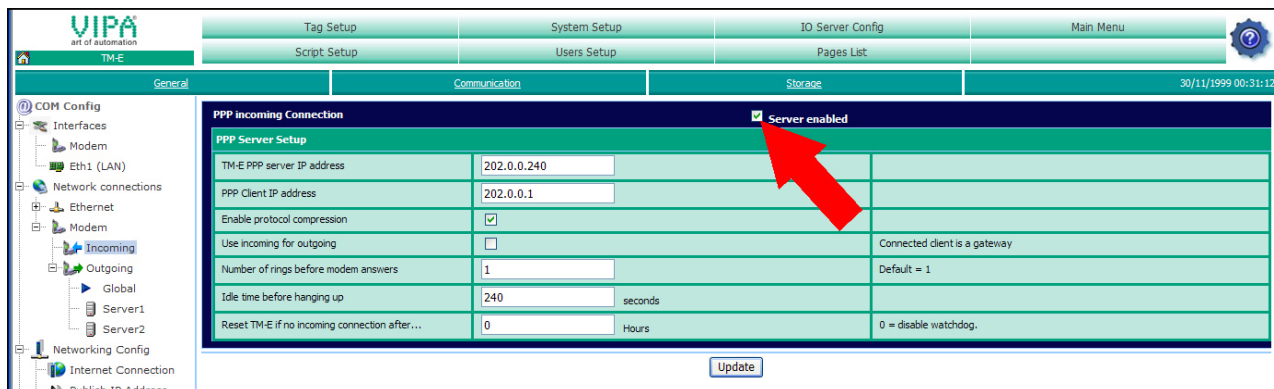 VIPA
art of automation
TM-E
Tag Setup
System Setup
IO Server Config
Main Menu
Script Setup
Users Setup
Pages List
General
Communication
Storage
30/11/1999 00:31:12
COM Config
Interfaces
Modem
Eth1 (LAN)
Network connections
Ethernet
Modem
Incoming
Outgoing
Global
Server1
Server2
Networking Config
Internet Connection
Publish IP Address
PPP incoming Connection
Server enabled
PPP Server Setup
TM-E PPP server IP address 202.0.0.240
PPP Client IP address 202.0.0.1
Enable protocol compression
Use incoming for outgoing Connected client is a gateway
Number of rings before modem answers 1 Default = 1
Idle time before hanging up 240 seconds
Reset TM-E if no incoming connection after... 0 Hours 0 = disable watchdog.
Update